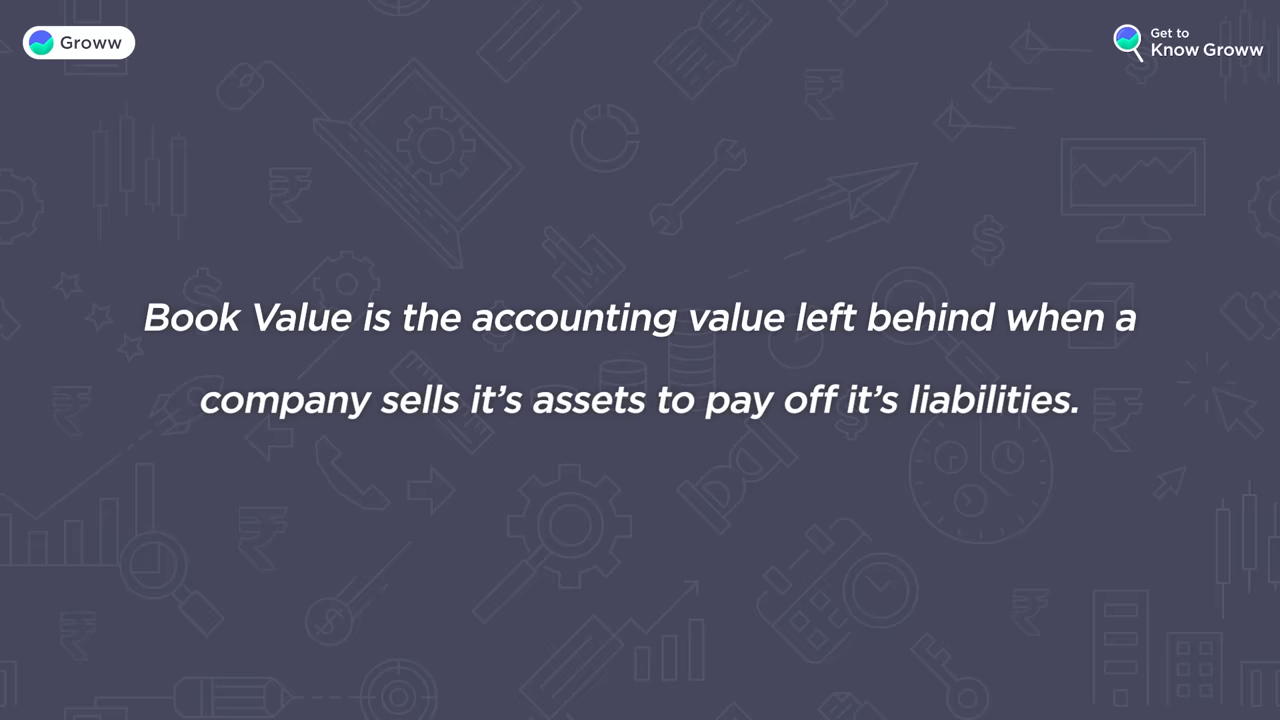 Groww
Get to
Know Groww
Book Value is the accounting value left behind when a
company sells it's assets to pay off it's liabilities.